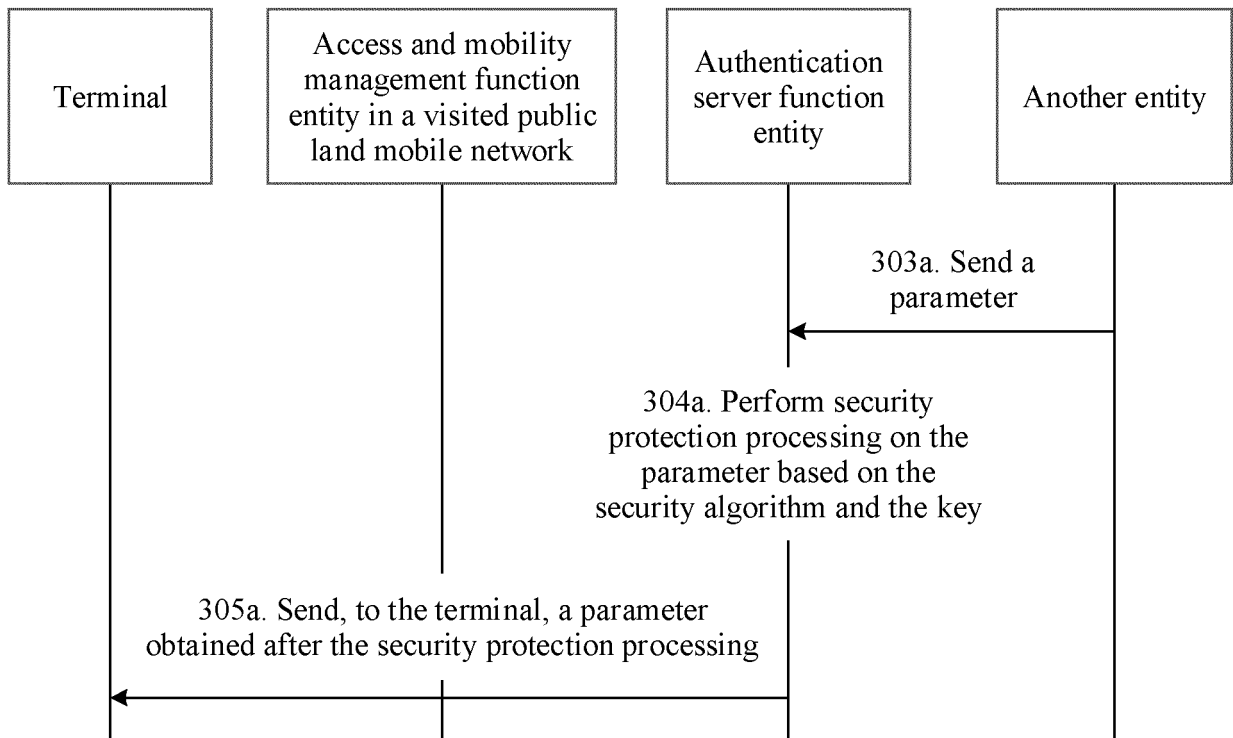 Terminal
Access and mobility
management function
entity in a visited public
land mobile network
Authentication
server function
entity
Another entity
303a. Send a
parameter
304a. Perform security
protection processing on the
parameter based on the
security algorithm and the key
305a. Send, to the terminal, a parameter
obtained after the security protection processing